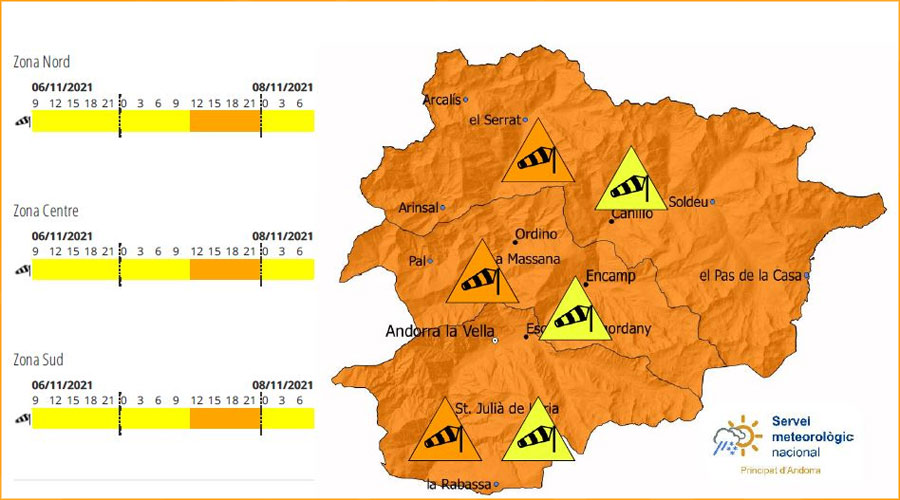 Zona Nord
06/11/2021 08/11/2021
9 12 15 18 21 0 3 6 9 12 15 18 21 0 3 6
Zona Centre
06/11/2021 08/11/2021
9 12 15 18 21 0 3 6 9 12 15 18 21 0 3 6
Zona Sud
06/11/2021 08/11/2021
9 12 15 18 21 0 3 6 9 12 15 18 21 0 3 6
Arcalís
el Serrat
Arinsal
Canillo
Soldeu
Ordino
Pal
a Massana
Encamp
el Pas de la Casa
Andorra la Vella
St. Julià de
la Rabassa
Servei
meteorològic
nacional
Principat d'Andorra